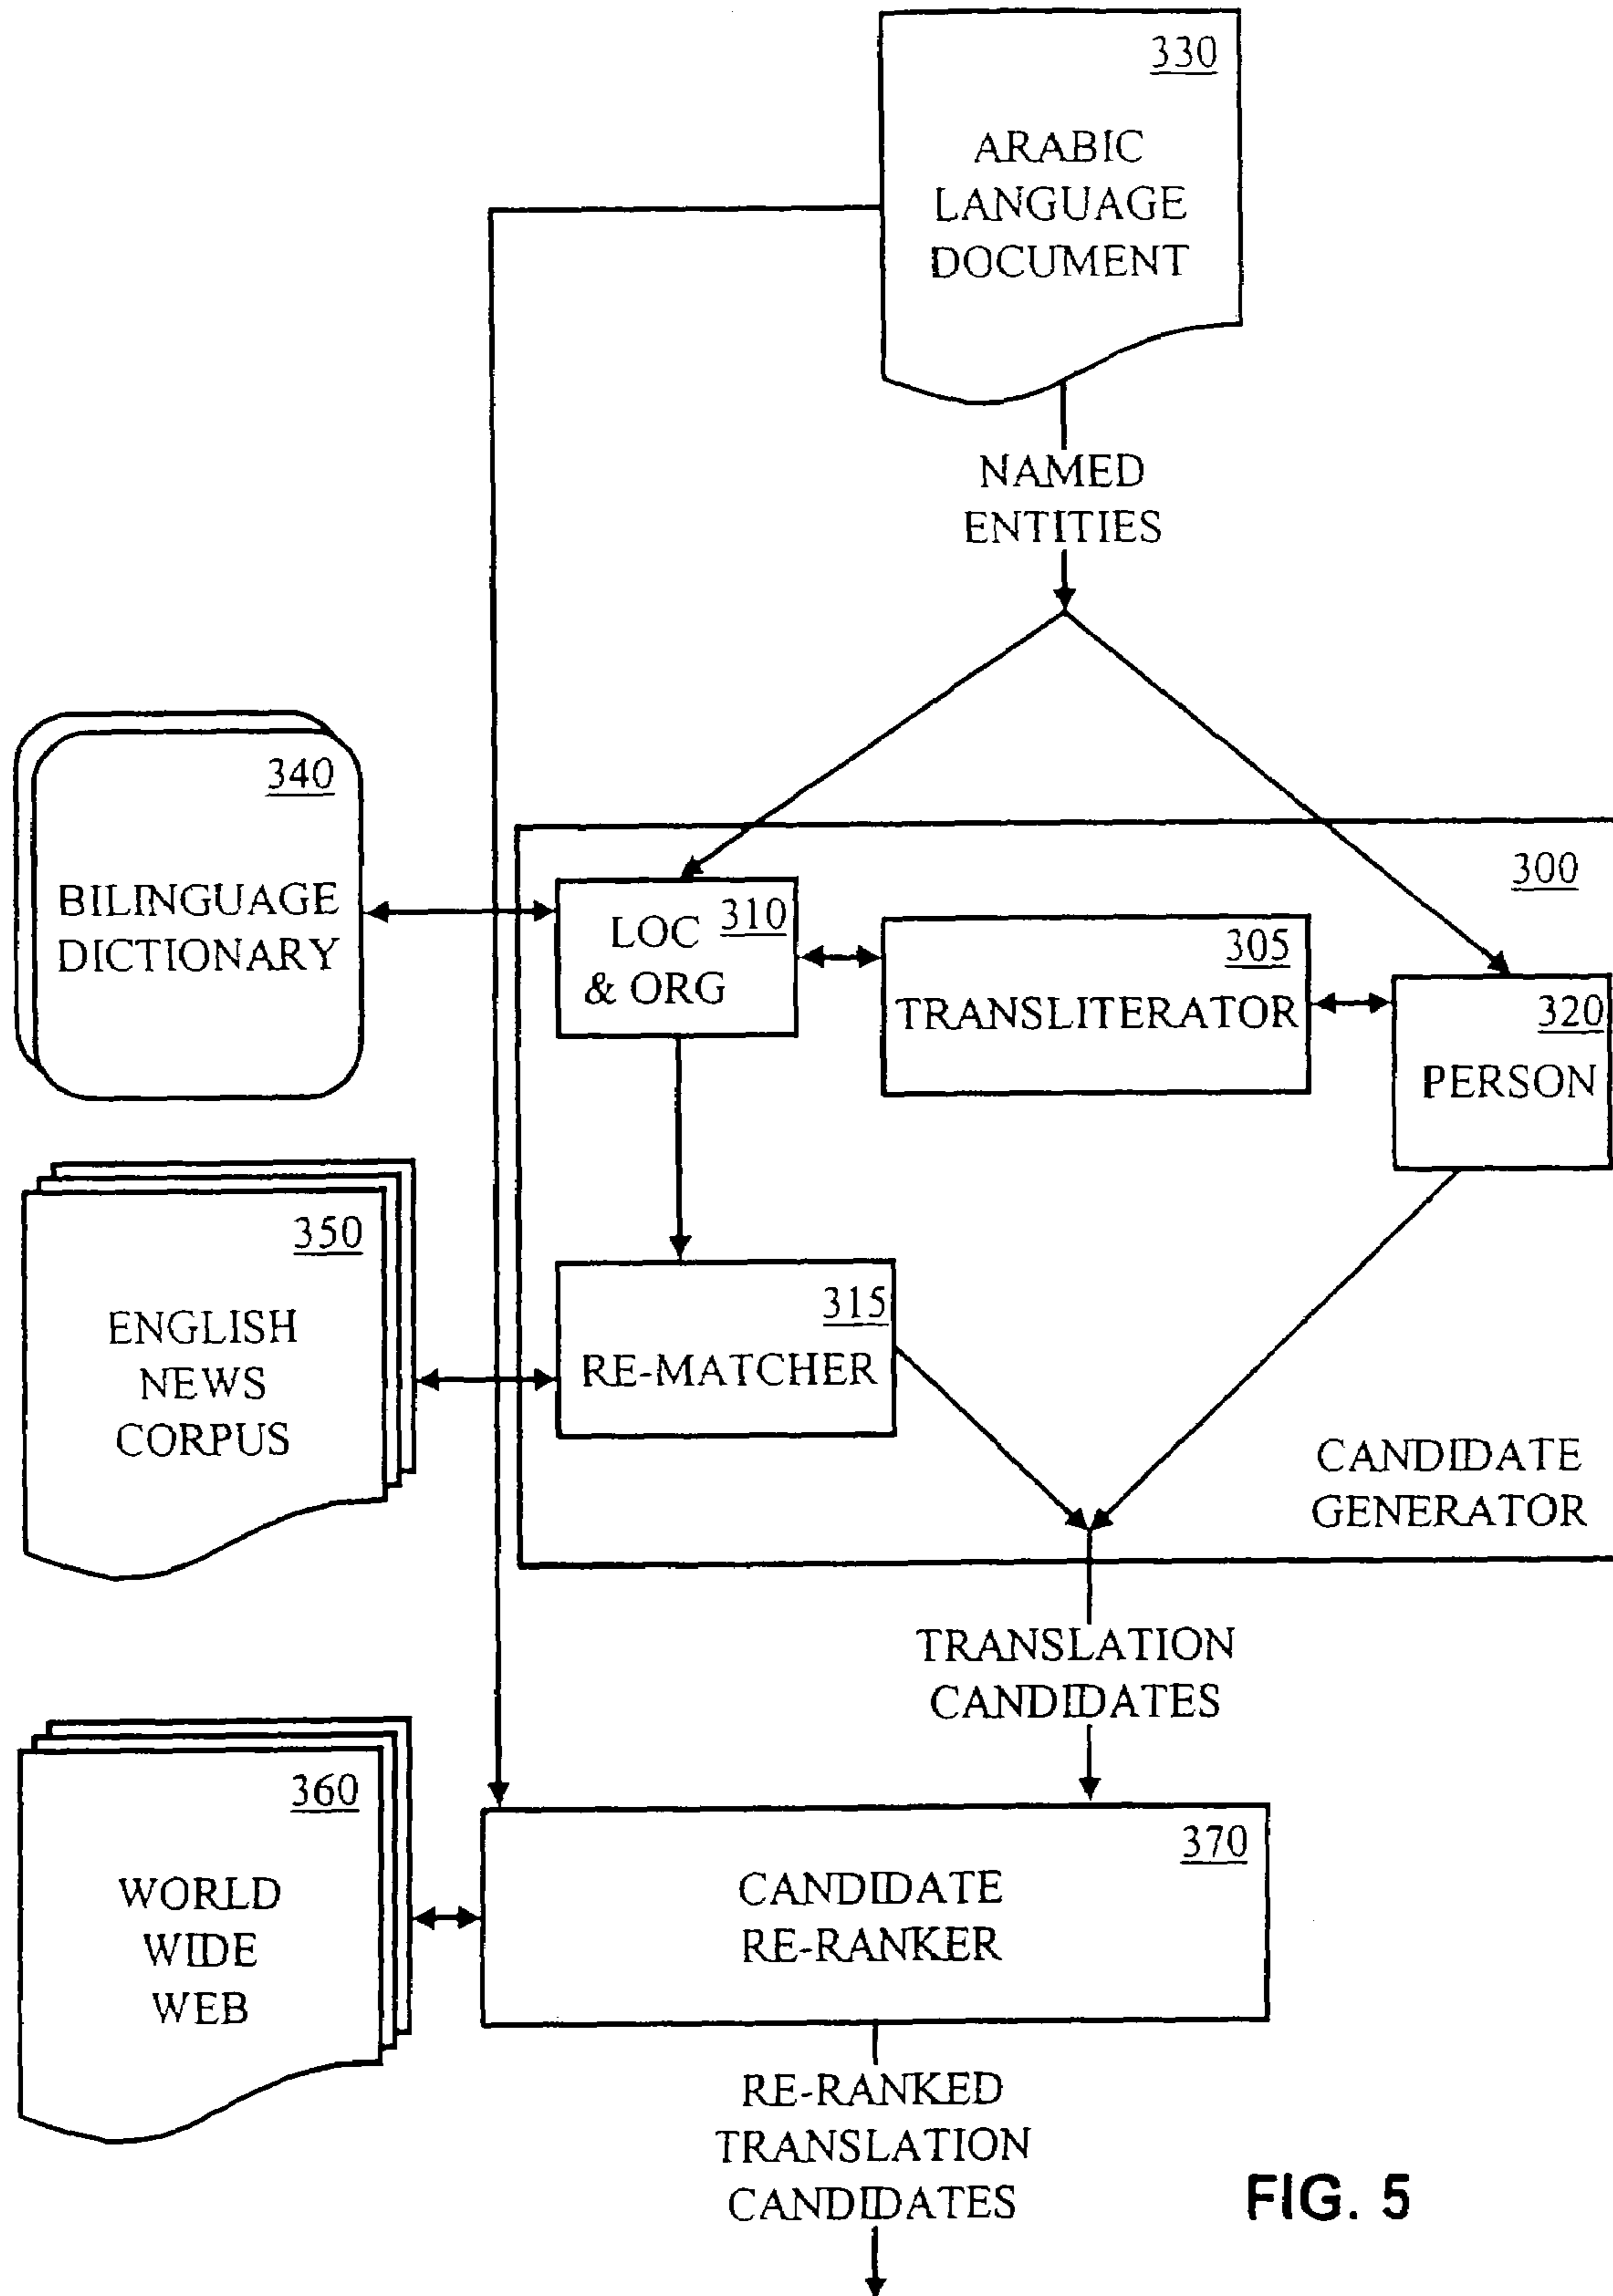 330
ARABIC
LANGUAGE
DOCUMENT
NAMED
ENTITIES
340
BILINGUAGE
DICTIONARY
300
310
LOC
& ORG
305
TRANSLITERATOR
320
PERSON
350
ENGLISH
NEWS
CORPUS
315
RE-MATCHER
CANDIDATE
GENERATOR
TRANSLATION
CANDIDATES
360
WORLD
WIDE
WEB
370
CANDIDATE
RE-RANKER
RE-RANKED
TRANSLATION
CANDIDATES
FIG. 5